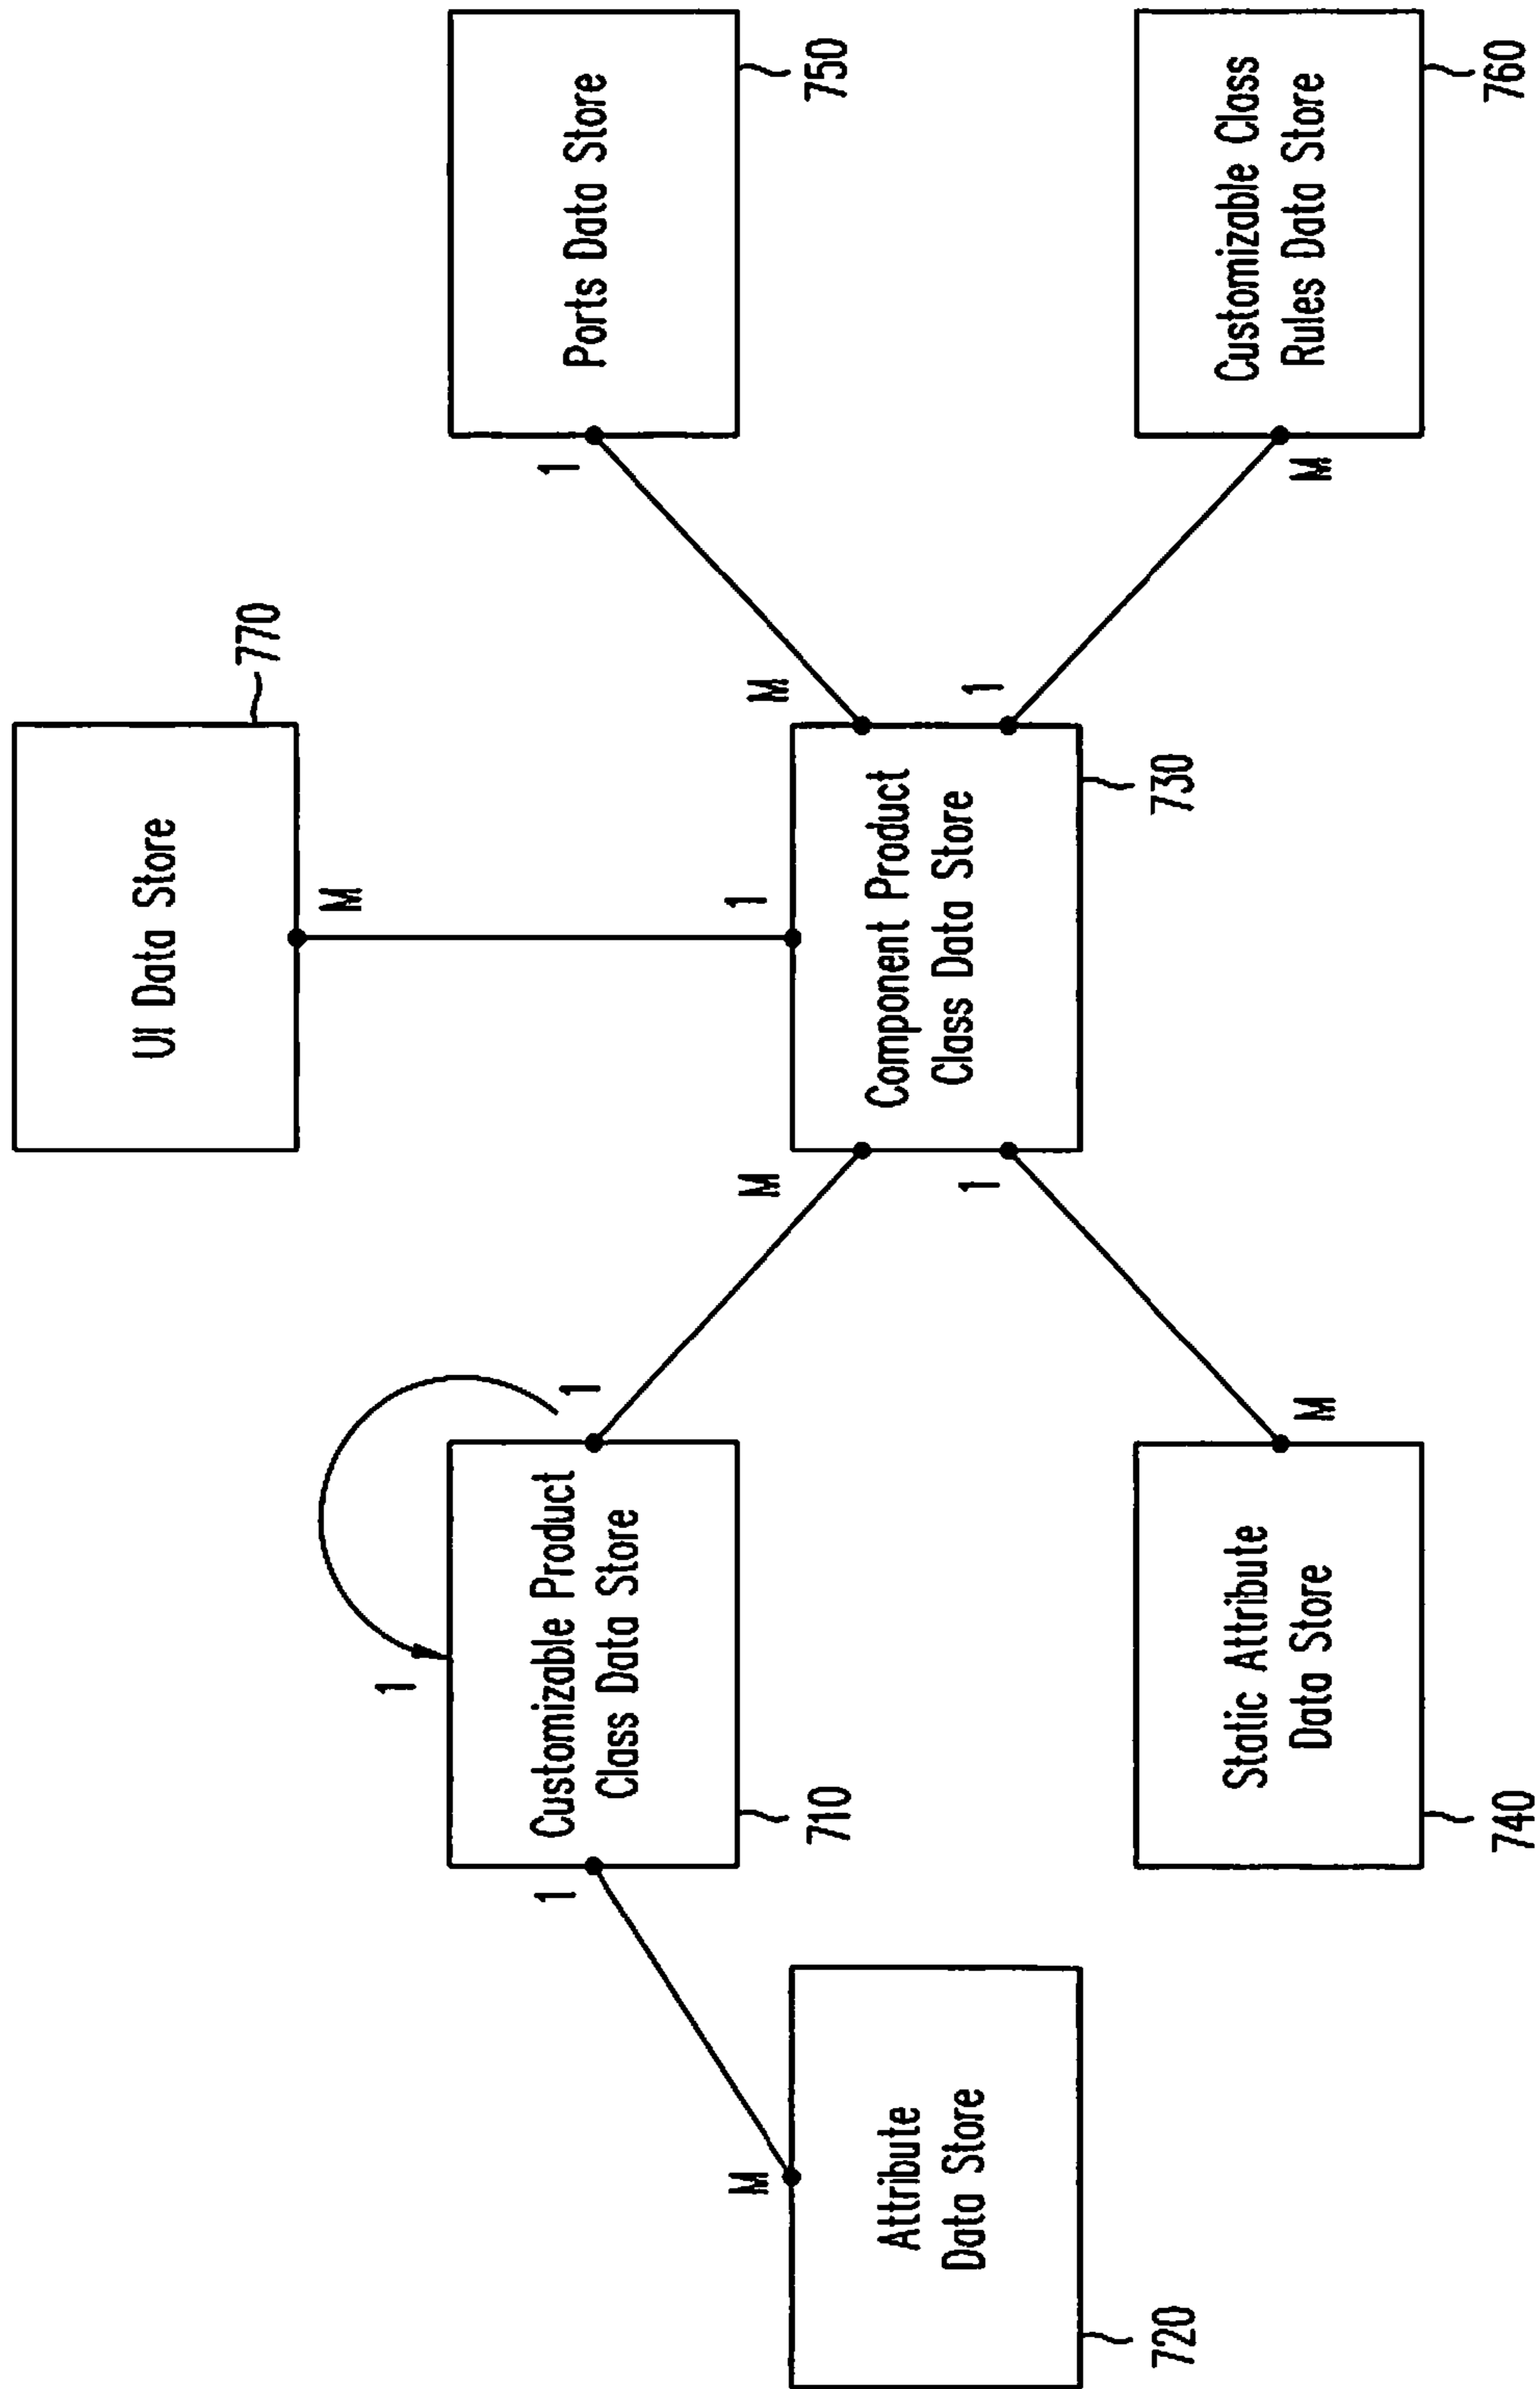 UI Data Store
770
M
1
1
1
Customizable Product
Class Data Store
710
1
M
Attribute
Data Store
720
M
1
Component Product
Class Data Store
730
M
1
1
Ports Data Store
750
Static Attribute
Data Store
740
M
Customizable Class
Rules Data Store
760
M